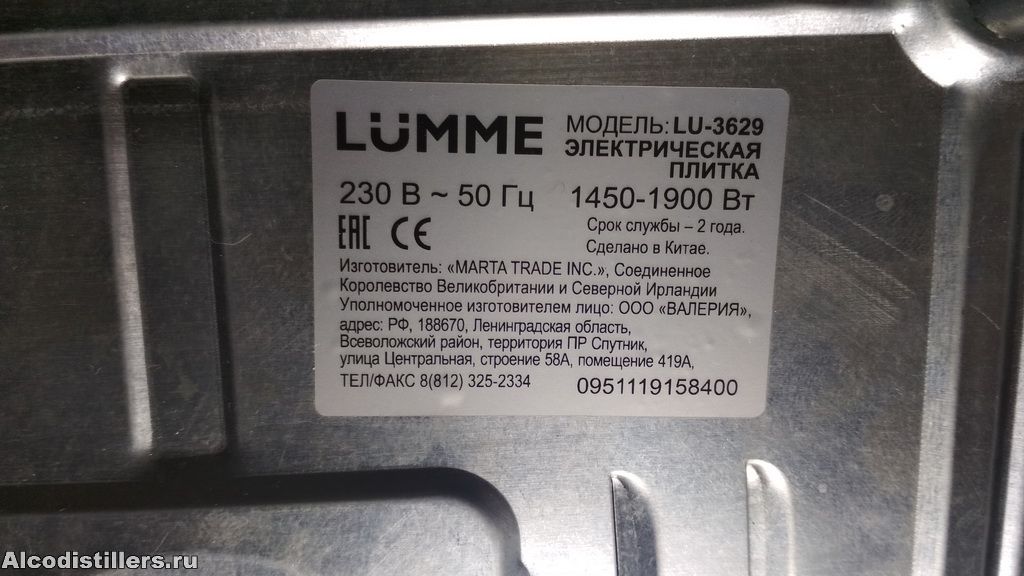 LÜMME
МОДЕЛЬ: LU-3629
ЭЛЕКТРИЧЕСКАЯ
ПЛИТКА
230 В ~ 50 Гц
1450-1900 Вт
EAC CE
Срок службы – 2 года.
Сделано в Китае.
Изготовитель: «MARTA TRADE INC.», Соединенное
Королевство Великобритании и Северной Ирландии
Уполномоченное изготовителем лицо: ООО «ВАЛЕРИЯ»,
адрес: РФ, 188670, Ленинградская область,
Всеволожский район, территория ПР Спутник,
улица Центральная, строение 58А, помещение 419А,
ТЕЛ/ФАКС 8(812) 325-2334
0951119158400
Alcodistillers.ru